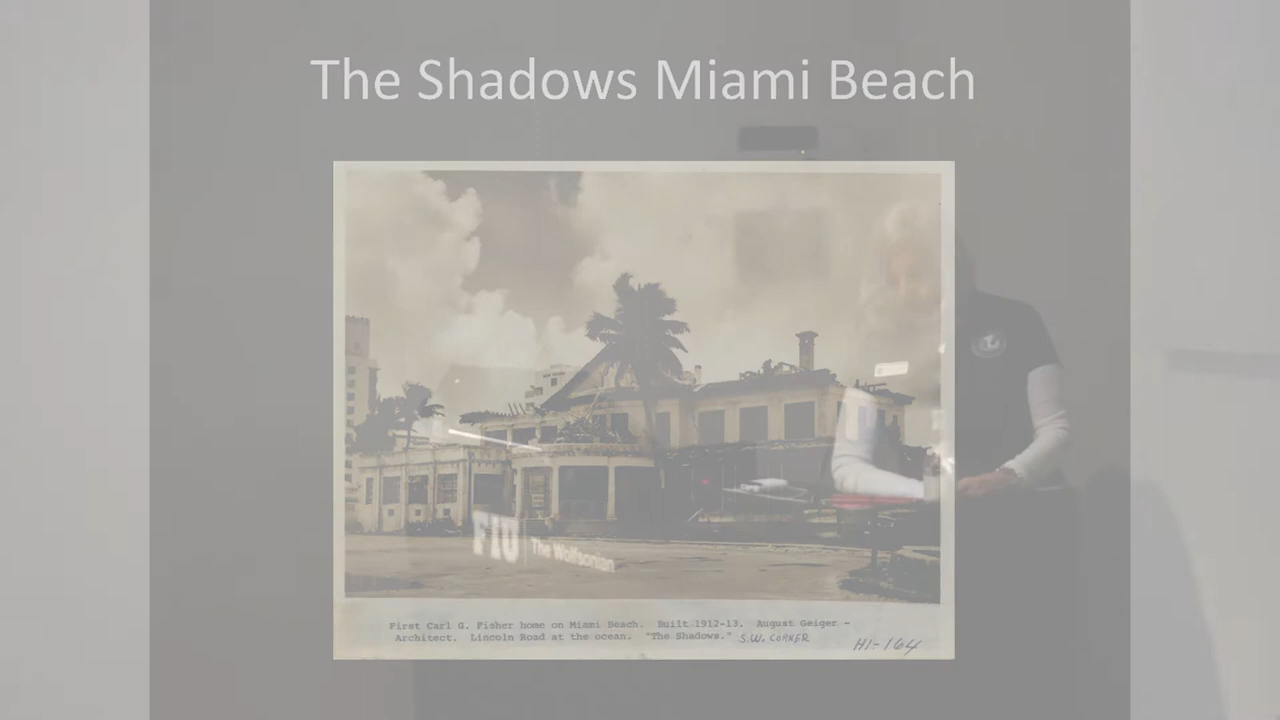 The Shadows Miami Beach
FIU The Wolfsonian
First Carl G. Fisher home on Miami Beach. Built 1912-13. August Geiger -
Architect. Lincoln Road at the ocean. "The Shadows." S.W. CORNER
HI-164